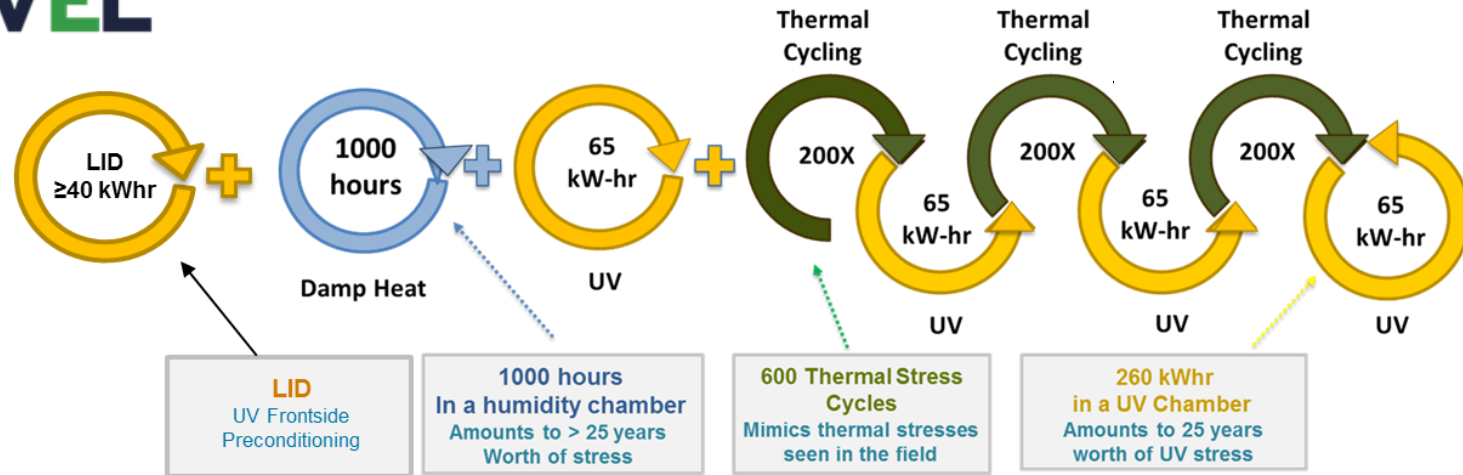 VEL
Thermal
Cycling
Thermal
Cycling
Thermal
Cycling
LID
≥40 kWhr
1000
hours
65
kW-hr
200X
200X
200X
65
kW-hr
65
kW-hr
65
kW-hr
Damp Heat
UV
UV
UV
UV
LID
UV Frontside
Preconditioning
1000 hours
In a humidity chamber
Amounts to > 25 years
Worth of stress
600 Thermal Stress
Cycles
Mimics thermal stresses
seen in the field
260 kWhr
in a UV Chamber
Amounts to 25 years
worth of UV stress